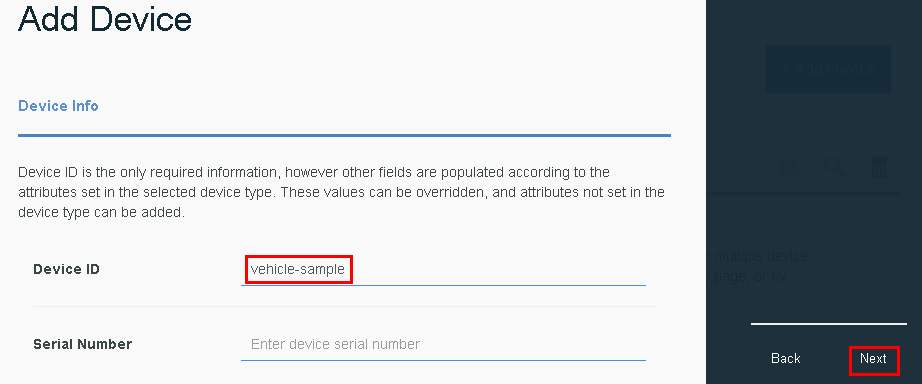 Add Device
+ Add Device
Device Info
Device ID is the only required information, however other fields are populated according to the
attributes set in the selected device type. These values can be overridden, and attributes not set in the
device type can be added.
multiple device
page, or by
Device ID
vehicle-sample
Serial Number
Enter device serial number
Back
Next